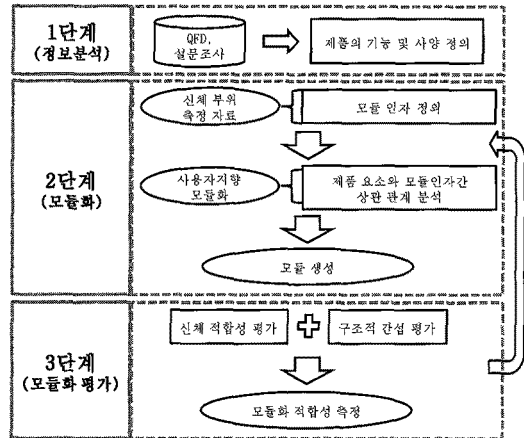 1단계
(정보분석)
QFD,
설문조사
제품의 기능 및 사양 정의
2단계
(모듈화)
신체 부위
측정 자료
모듈 인자 정의
사용자지향
모듈화
제품 요소와 모듈인자간
상관 관계 분석
모듈 생성
3단계
(모듈화 평가)
신체 적합성 평가
구조적 간섭 평가
모듈화 적합성 측정